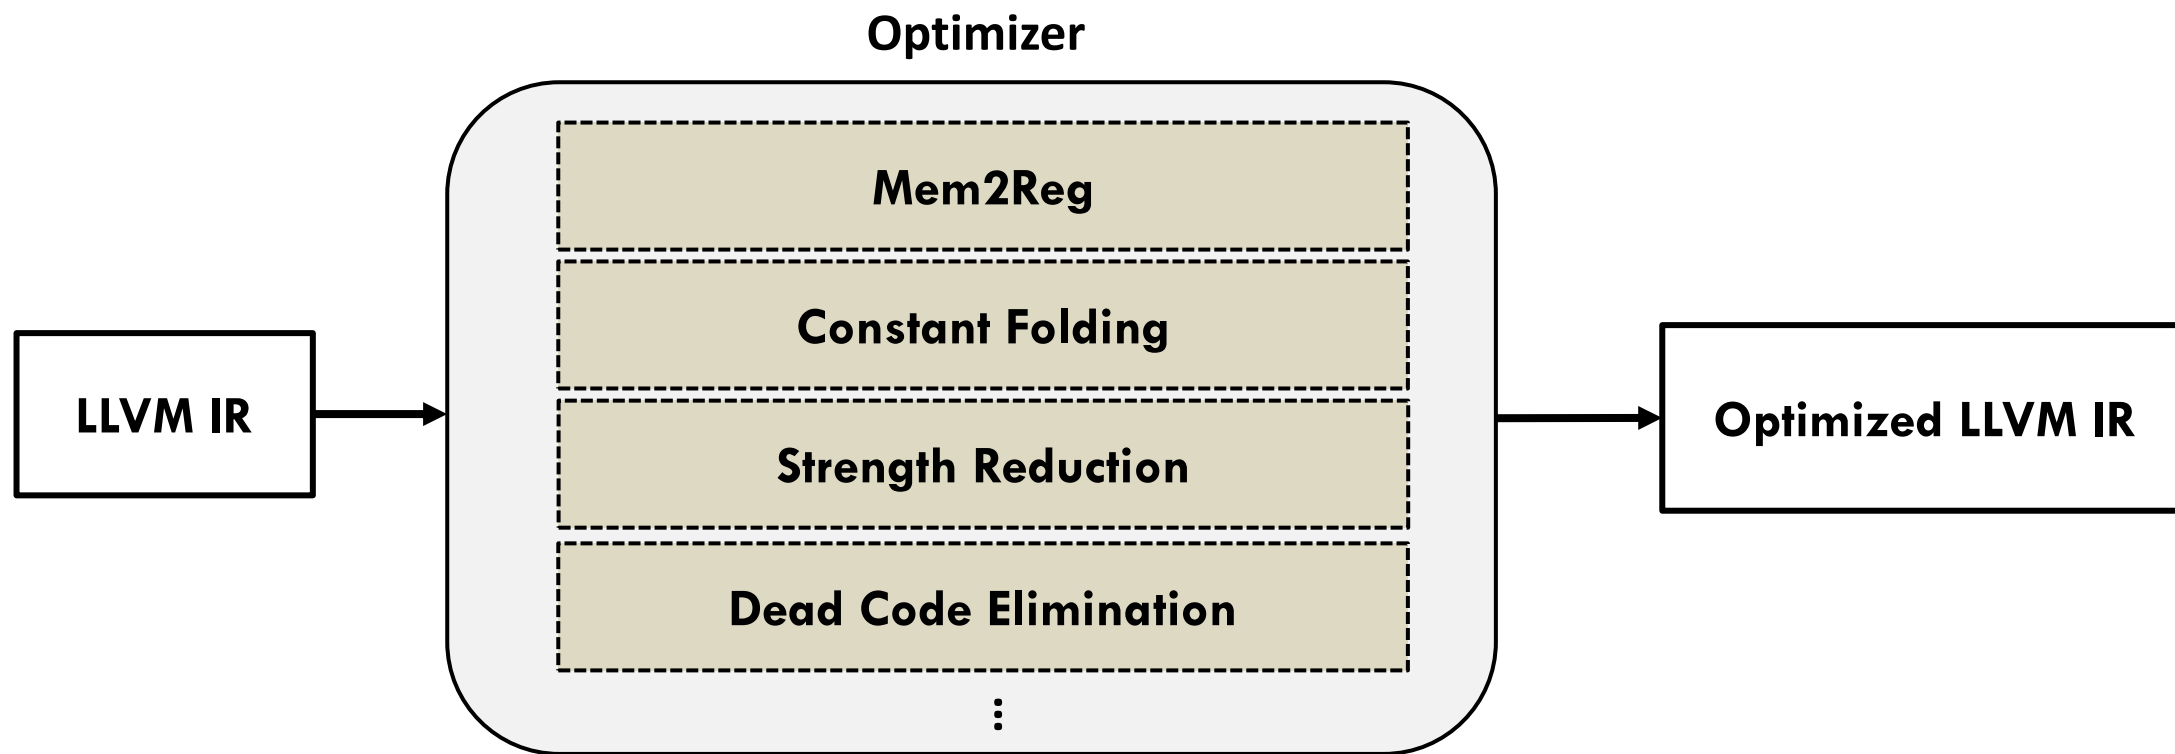 Optimizer
Mem2Reg
Constant Folding
LLVM IR
Optimized LLVM IR
Strength Reduction
Dead Code Elimination
⋮